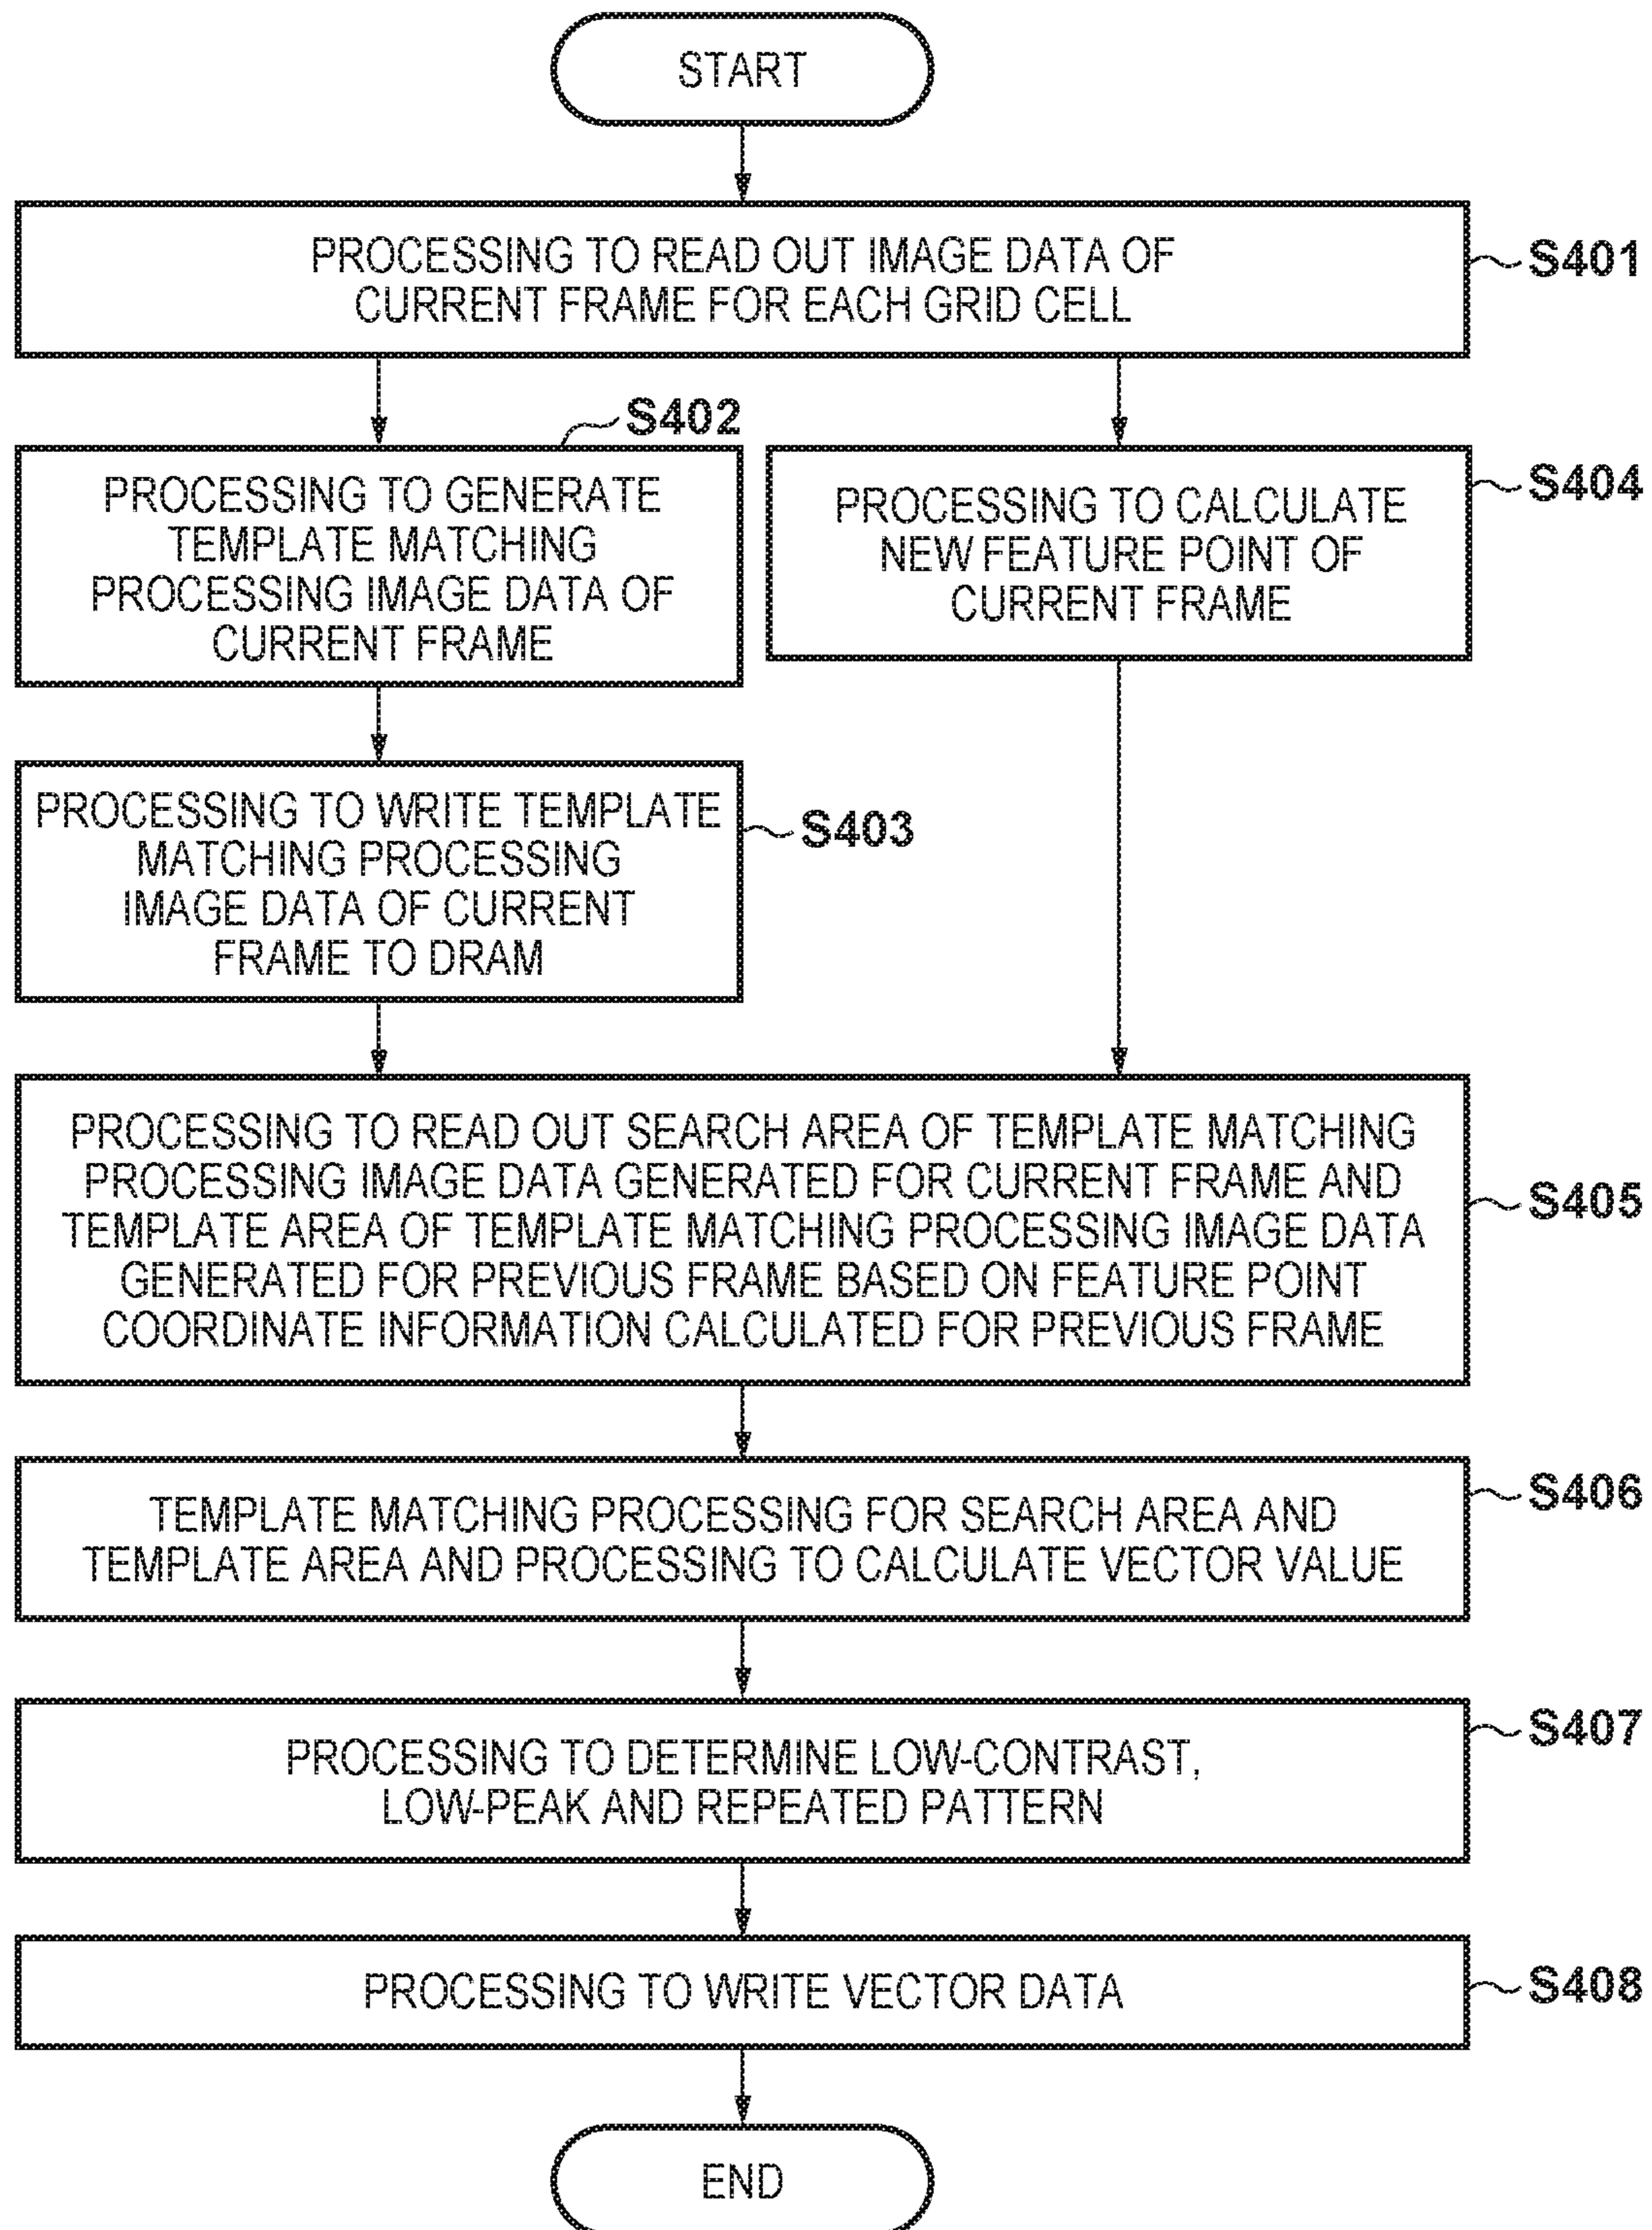 START
PROCESSING TO READ OUT IMAGE DATA OF
CURRENT FRAME FOR EACH GRID CELL
S401
S402
PROCESSING TO GENERATE
TEMPLATE MATCHING
PROCESSING IMAGE DATA OF
CURRENT FRAME
PROCESSING TO CALCULATE
NEW FEATURE POINT OF
CURRENT FRAME
S404
PROCESSING TO WRITE TEMPLATE
MATCHING PROCESSING
IMAGE DATA OF CURRENT
FRAME TO DRAM
S403
PROCESSING TO READ OUT SEARCH AREA OF TEMPLATE MATCHING
PROCESSING IMAGE DATA GENERATED FOR CURRENT FRAME AND
TEMPLATE AREA OF TEMPLATE MATCHING PROCESSING IMAGE DATA
GENERATED FOR PREVIOUS FRAME BASED ON FEATURE POINT
COORDINATE INFORMATION CALCULATED FOR PREVIOUS FRAME
S405
TEMPLATE MATCHING PROCESSING FOR SEARCH AREA AND
TEMPLATE AREA AND PROCESSING TO CALCULATE VECTOR VALUE
S406
PROCESSING TO DETERMINE LOW-CONTRAST,
LOW-PEAK AND REPEATED PATTERN
S407
PROCESSING TO WRITE VECTOR DATA
S408
END